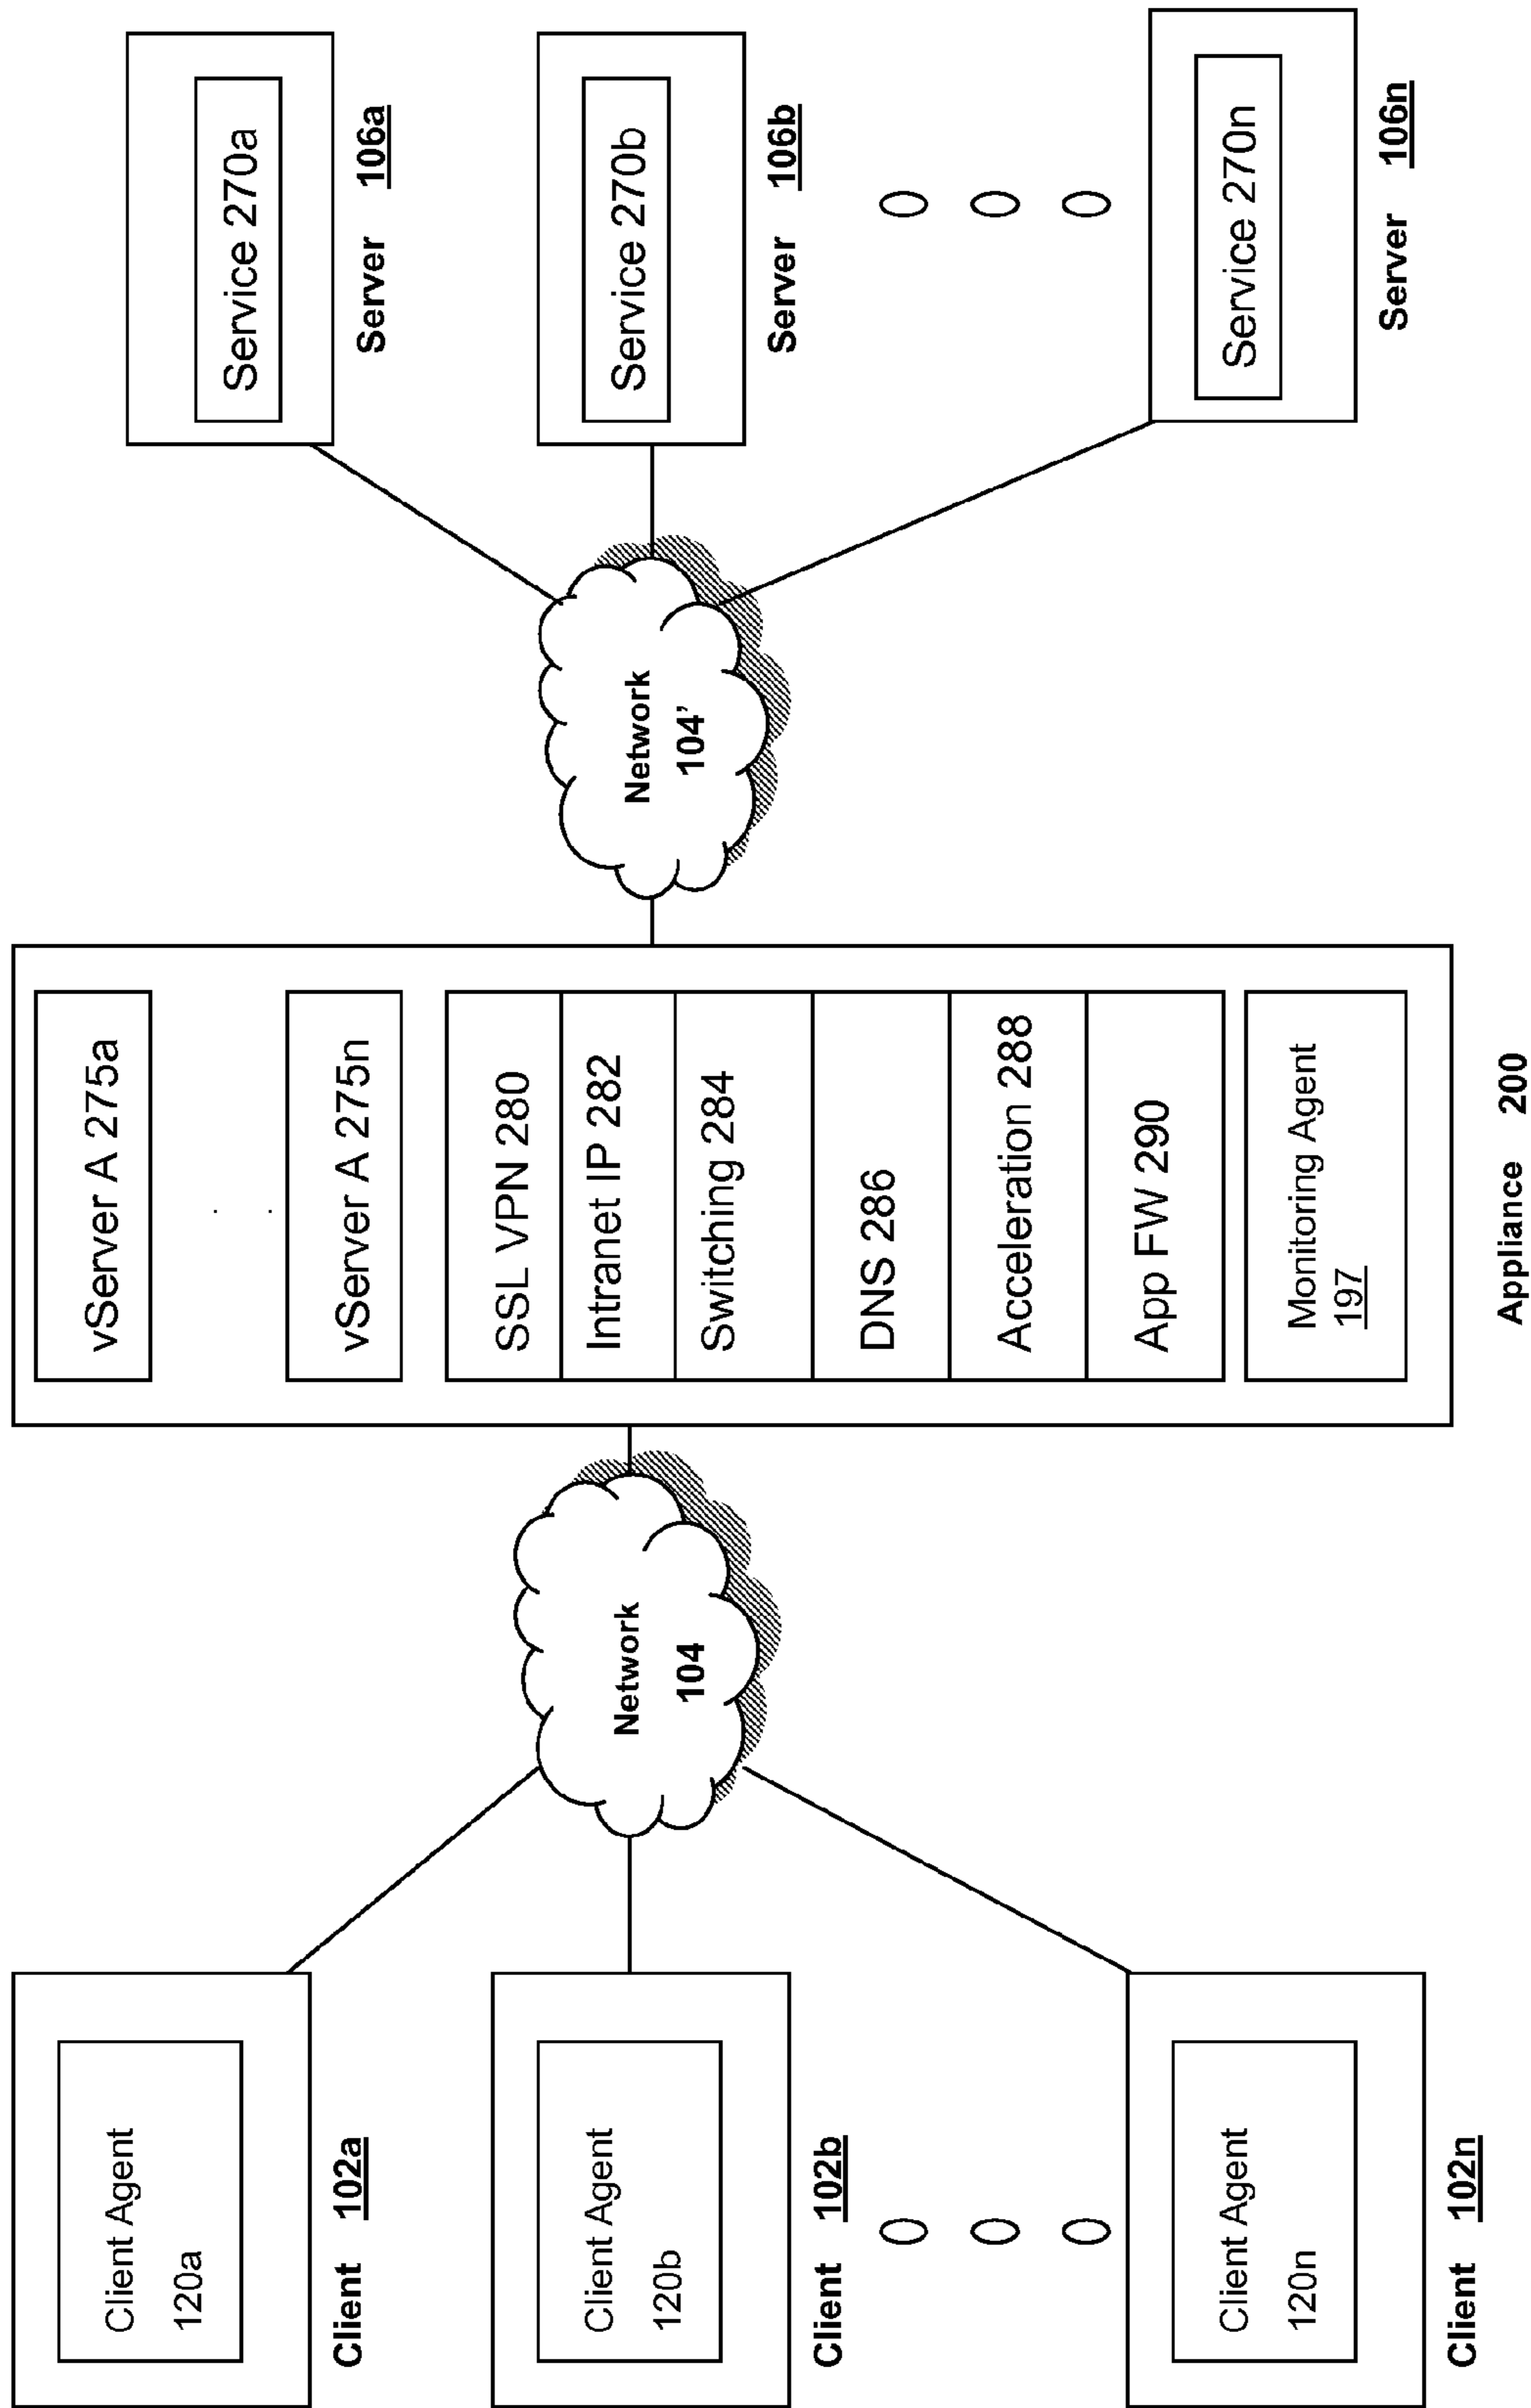 Client Agent
120a
Client 102a
Client Agent
120b
Client 102b
Client Agent
120n
Client 102n
Network
104
vServer A 275a
vServer A 275n
SSL VPN 280
Intranet IP 282
Switching 284
DNS 286
Acceleration 288
App FW 290
Monitoring Agent
197
Appliance 200
Network
104’
Service 270a
Server 106a
Service 270b
Server 106b
Service 270n
Server 106n